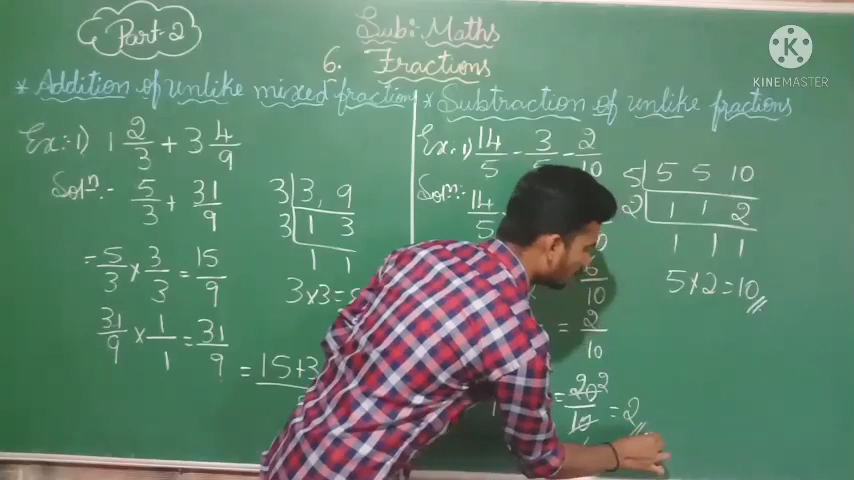 Part-2
Sub: Maths
6. Fractions
KINEMASTER
* Addition of unlike mixed fraction
Ex:-1) 1 2/3 + 3 4/9
Soln:- 5/3 + 31/9
= 5/3 × 3/3 = 15/9
31/9 × 1/1 = 31/9
= 15+3
3 | 3, 9
3 | 1 3
1 1
3×3=
* Subtraction of unlike fractions
Ex:-1) 14/5 - 3/5 - 2/10
Soln:- 14/5
10
= 2/10
= 20/10 2 = 2
5 | 5 5 10
2 | 1 1 2
1 1 1
5×2=10